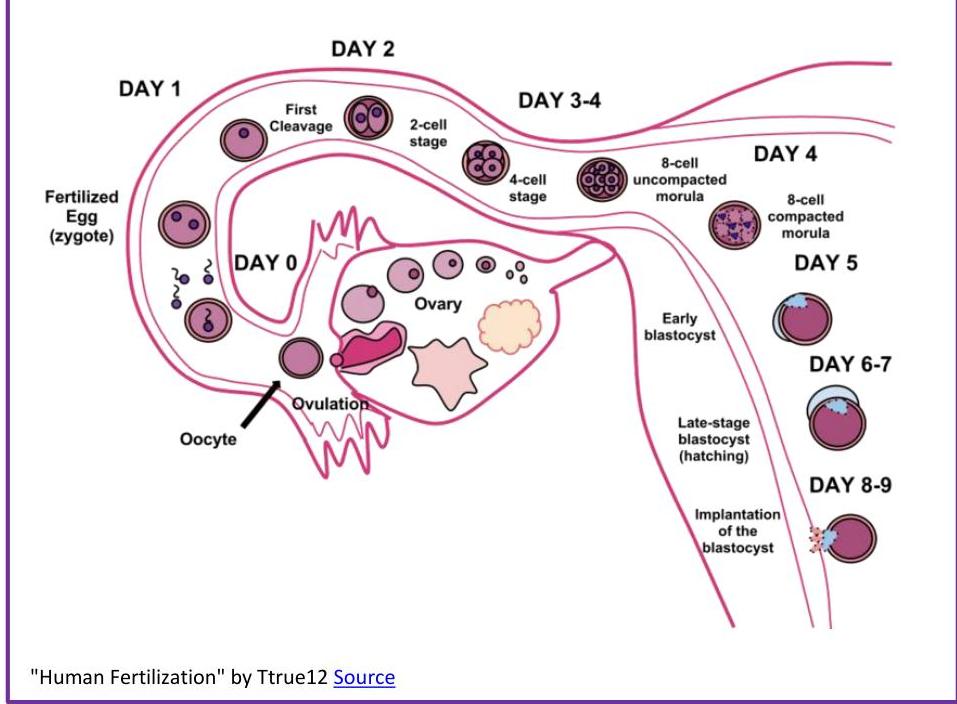 DAY 2
DAY 1
DAY 3-4
First
Cleavage
2-cell
stage
DAY 4
4-cell
stage
8-cell
uncompacted
morula
8-cell
compacted
morula
Fertilized
Egg
(zygote)
DAY 0
DAY 5
Ovary
Early
blastocyst
DAY 6-7
Ovulation
Oocyte
Late-stage
blastocyst
(hatching)
DAY 8-9
Implantation
of the
blastocyst
"Human Fertilization" by Ttrue12 Source